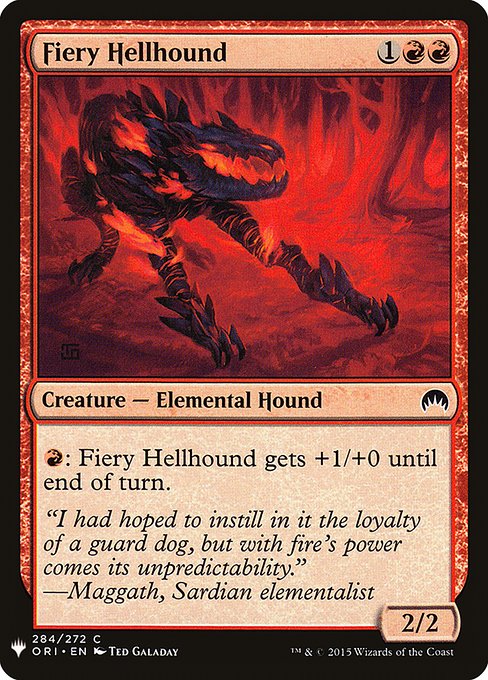 Fiery Hellhound 1
Creature — Elemental Hound
: Fiery Hellhound gets +1/+0 until
end of turn.
“I had hoped to instill in it the loyalty
of a guard dog, but with fire’s power
comes its unpredictability.”
—Maggath, Sardian elementalist
2/2
284/272 C
ORI • EN Ted Galaday
™ & © 2015 Wizards of the Coast